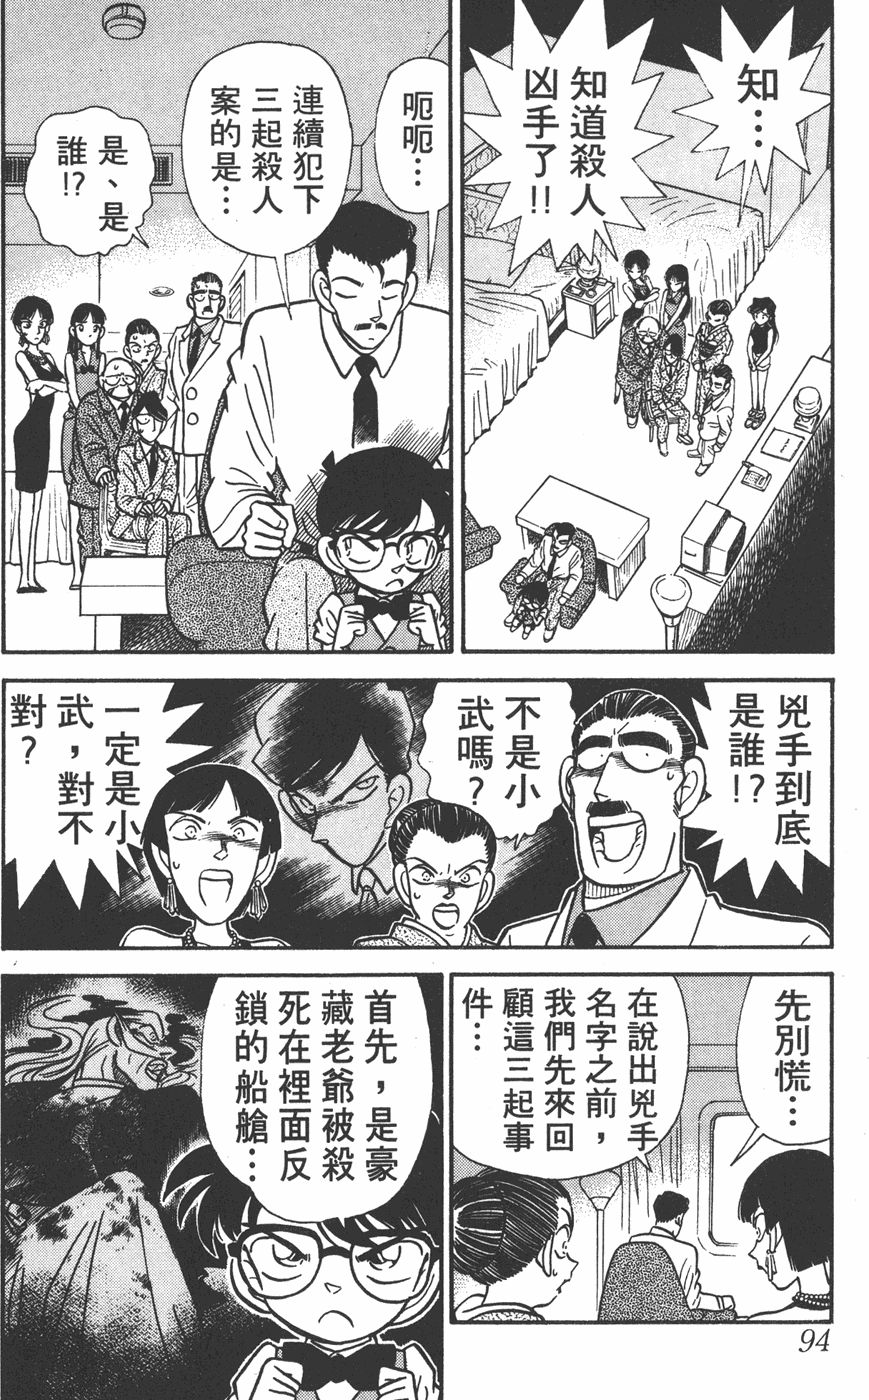 知…
知道殺人
凶手了!!
呃呃…
連續犯下
三起殺人
案的是…
是、是
誰!?
兇手到底
是誰!?
不是小
武嗎？
一定是小
武，對不
對？
先別慌…
在說出兇手
名字之前，
我們先來回
顧這三起事
件…
首先，是豪
藏老爺被殺
死在裡面反
鎖的船艙…
94